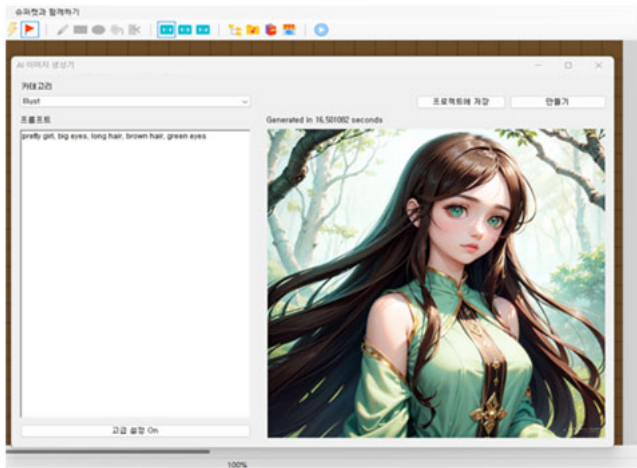 슈퍼캣과 함께하기
AI 이미지 생성기
카테고리
Illust
프로젝트에 저장
만들기
프롬프트
Generated in 16,501082 seconds
pretty girl, big eyes, long hair, brown hair, green eyes
고급 설정 On
100%